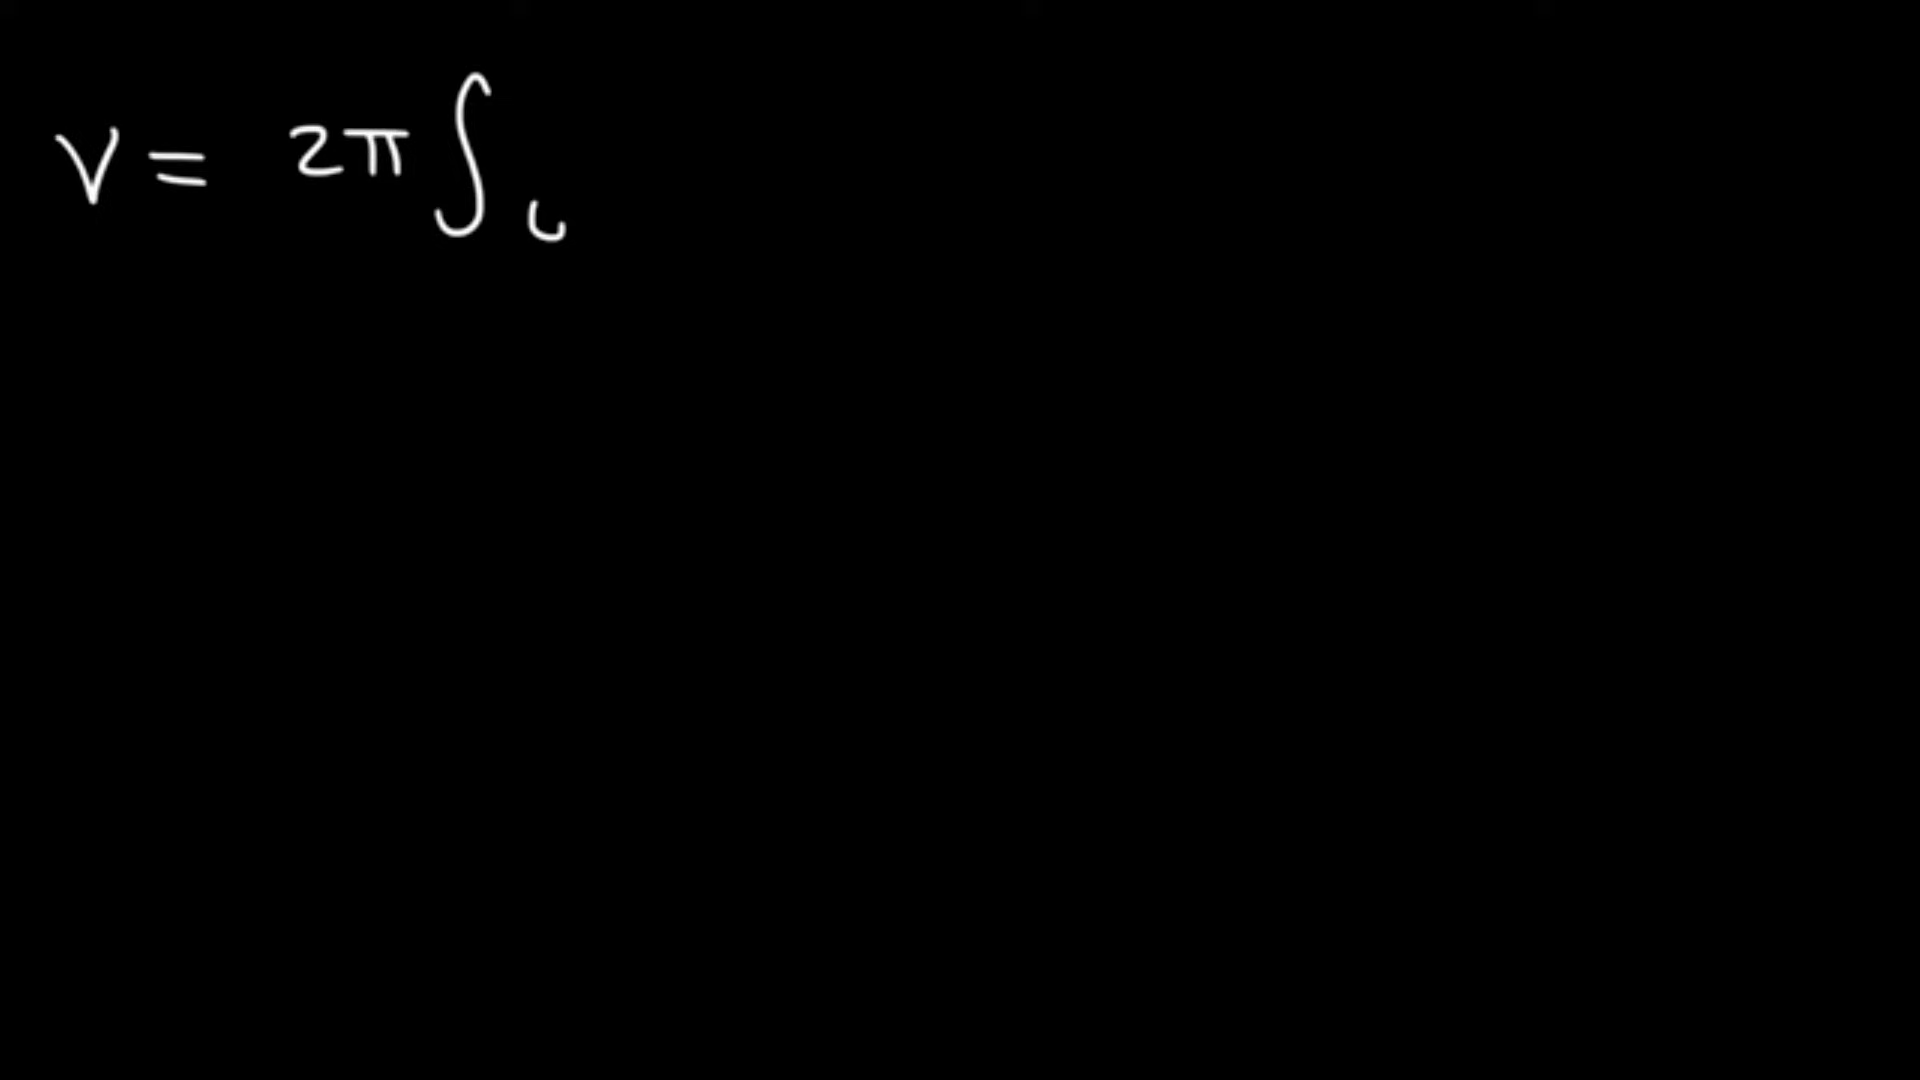 V = 2π ∫